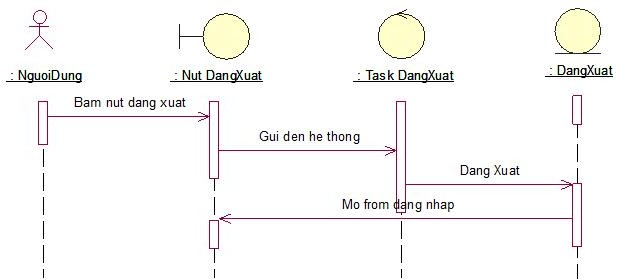 : NguoiDung
: Nut DangXuat
: Task DangXuat
: DangXuat
Bam nut dang xuat
Gui den he thong
Dang Xuat
Mo from dang nhap